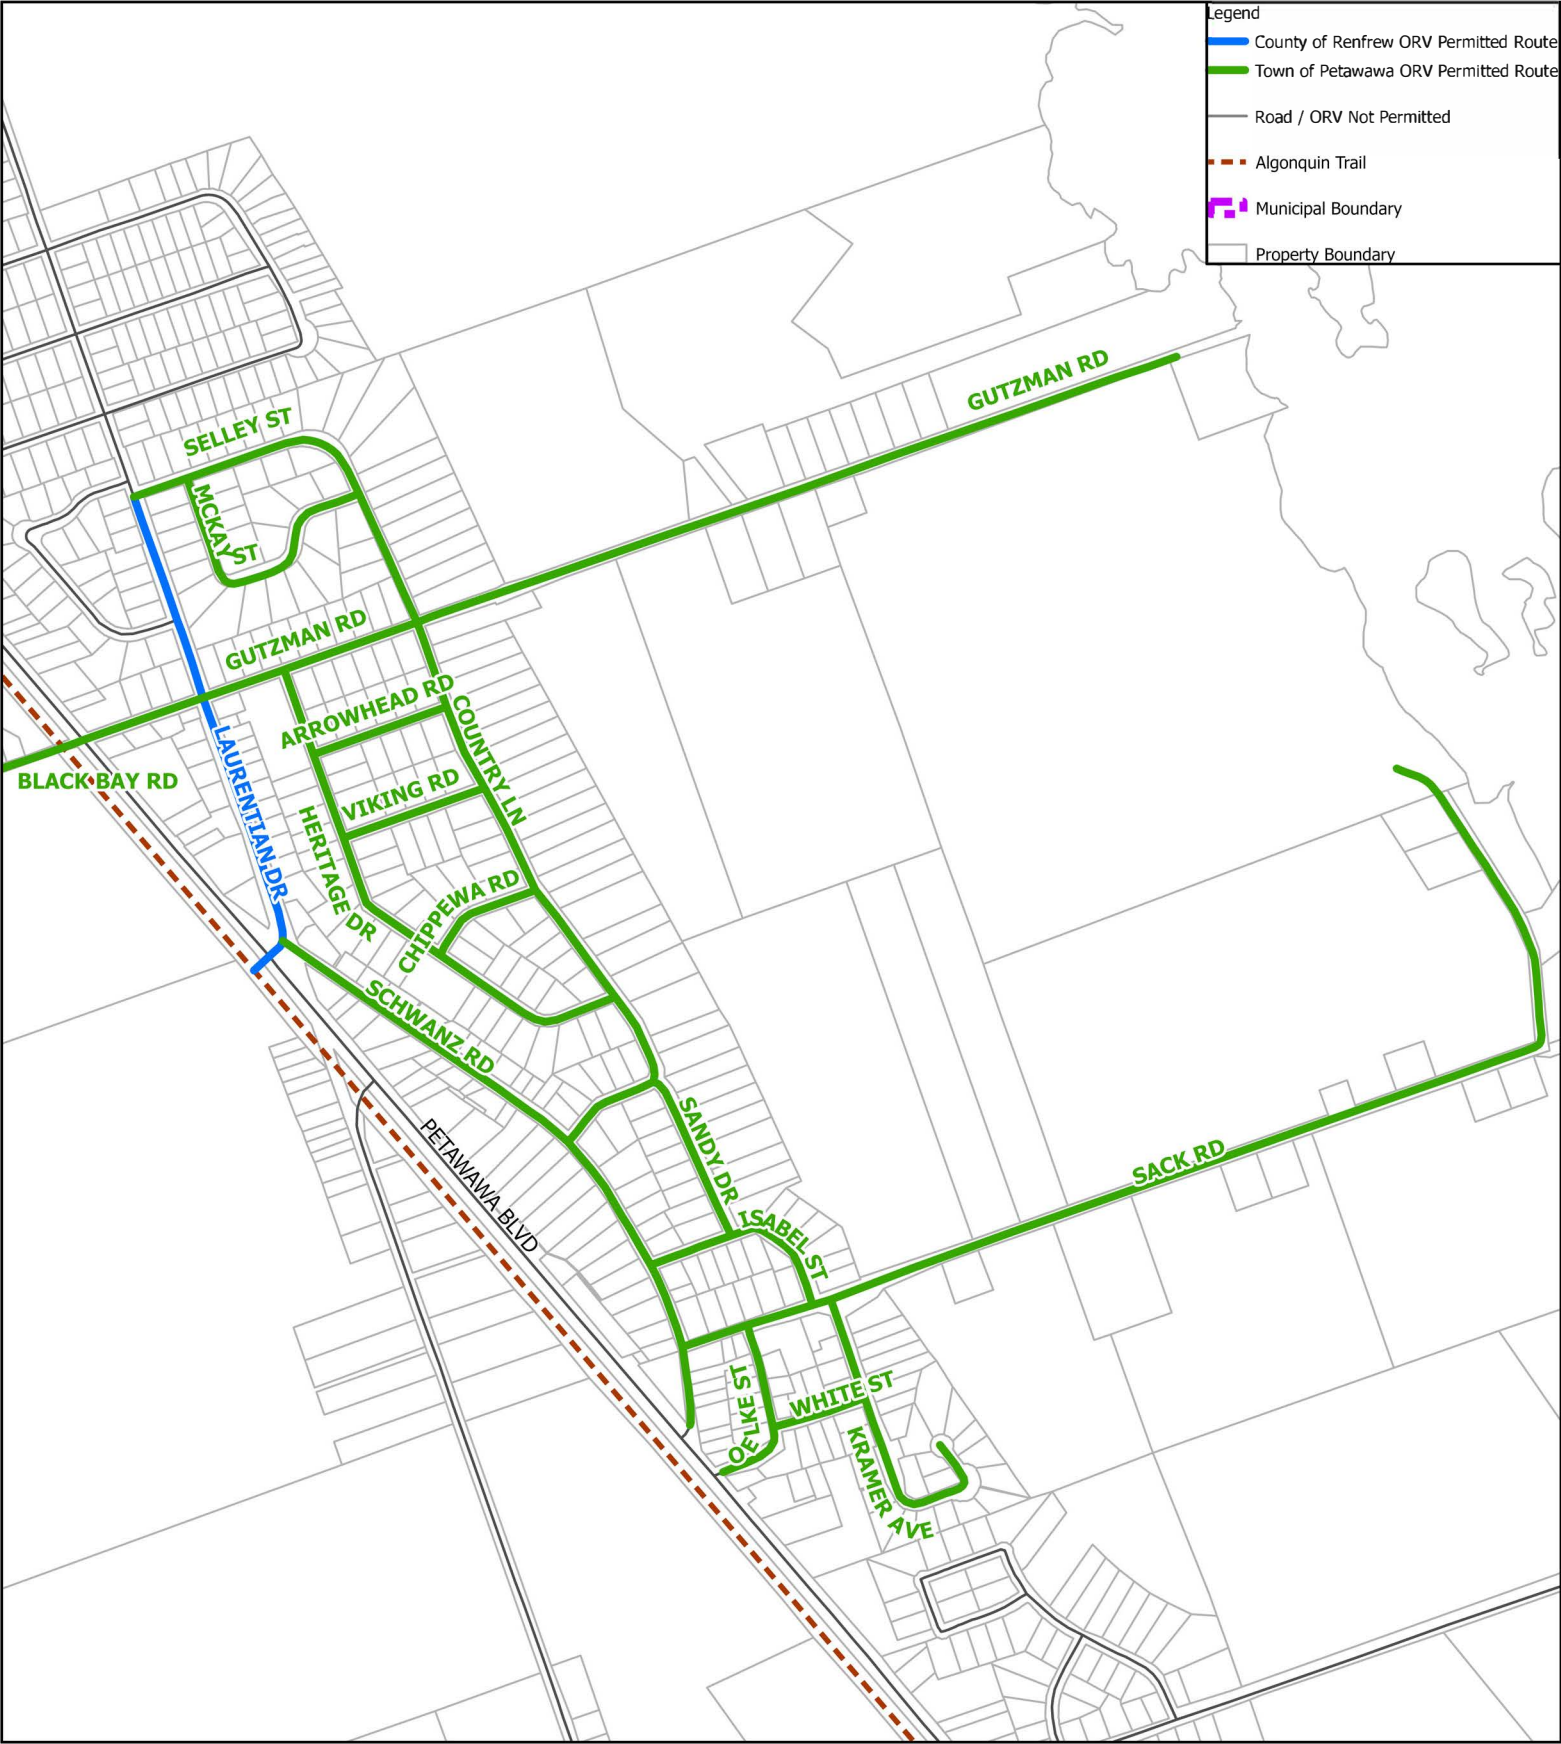 Legend
County of Renfrew ORV Permitted Route
Town of Petawawa ORV Permitted Route
Road / ORV Not Permitted
Algonquin Trail
Municipal Boundary
Property Boundary
GUTZMAN RD
SELLEY ST
MCKAY ST
GUTZMAN RD
ARROWHEAD RD
COUNTRY LN
BLACK BAY RD
LAURENTIAN DR
VIKING RD
HERITAGE DR
CHIPPEWA RD
SCHWANZ RD
PETAWAWA BLVD
SANDY DR
SACK RD
ISABEL ST
OELKE ST
WHITE ST
KRAMER AVE